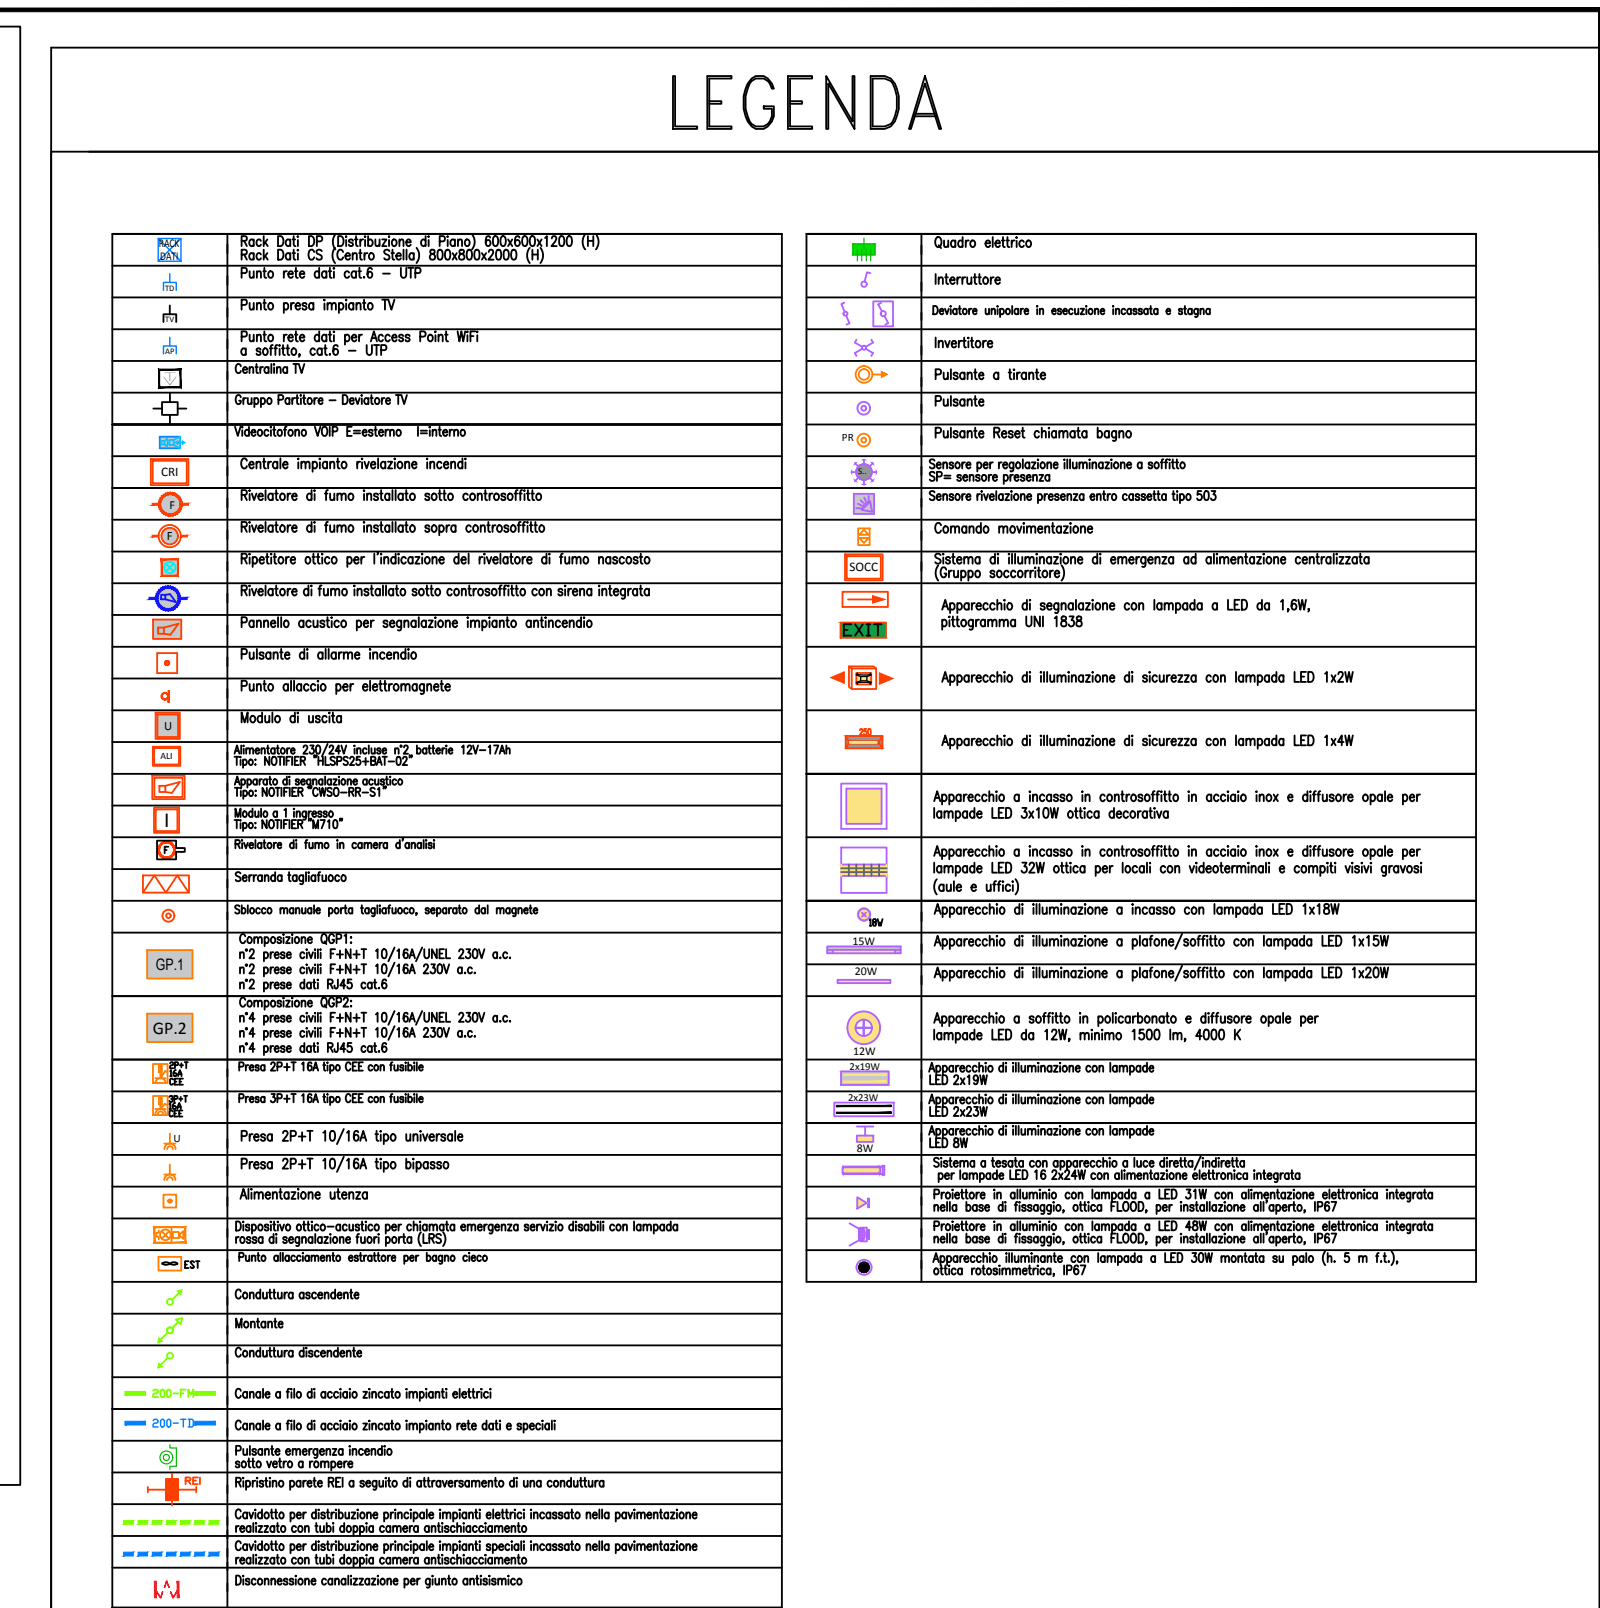 LEGENDA
RACK
DATI
Rack Dati DP (Distribuzione di Piano) 600x600x1200 (H)
Rack Dati CS (Centro Stella) 800x800x2000 (H)
TD
Punto rete dati cat.6 – UTP
TV
Punto presa impianto TV
AP
Punto rete dati per Access Point WiFi
a soffitto, cat.6 – UTP
Centralina TV
Gruppo Partitore – Deviatore TV
Videocitofono VOIP E=esterno I=interno
CRI
Centrale impianto rivelazione incendi
F
Rivelatore di fumo installato sotto controsoffitto
F
Rivelatore di fumo installato sopra controsoffitto
Ripetitore ottico per l'indicazione del rivelatore di fumo nascosto
Rivelatore di fumo installato sotto controsoffitto con sirena integrata
Pannello acustico per segnalazione impianto antincendio
Pulsante di allarme incendio
Punto allaccio per elettromagnete
U
Modulo di uscita
ALI
Alimentatore 230/24V incluse n°2 batterie 12V–17Ah
Tipo: NOTIFIER "HLSPS25+BAT-02"
Apparato di segnalazione acustico
Tipo: NOTIFIER "CWSO-RR-S1"
I
Modulo a 1 ingresso
Tipo: NOTIFIER "M710"
F
Rivelatore di fumo in camera d'analisi
Serranda tagliafuoco
Sblocco manuale porta tagliafuoco, separato dal magnete
GP.1
Composizione QGP1:
n°2 prese civili F+N+T 10/16A/UNEL 230V a.c.
n°2 prese civili F+N+T 10/16A 230V a.c.
n°2 prese dati RJ45 cat.6
GP.2
Composizione QGP2:
n°4 prese civili F+N+T 10/16A/UNEL 230V a.c.
n°4 prese civili F+N+T 10/16A 230V a.c.
n°4 prese dati RJ45 cat.6
2P+T
16A
CEE
Presa 2P+T 16A tipo CEE con fusibile
3P+T
16A
CEE
Presa 3P+T 16A tipo CEE con fusibile
U
Presa 2P+T 10/16A tipo universale
Presa 2P+T 10/16A tipo bipasso
Alimentazione utenza
Dispositivo ottico-acustico per chiamata emergenza servizio disabili con lampada
rossa di segnalazione fuori porta (LRS)
EST
Punto allacciamento estrattore per bagno cieco
Conduttura ascendente
Montante
Conduttura discendente
200-FM
Canale a filo di acciaio zincato impianti elettrici
200-TD
Canale a filo di acciaio zincato impianto rete dati e speciali
Pulsante emergenza incendio
sotto vetro a rompere
REI
Ripristino parete REI a seguito di attraversamento di una conduttura
Cavidotto per distribuzione principale impianti elettrici incassato nella pavimentazione
realizzato con tubi doppia camera antischiacciamento
Cavidotto per distribuzione principale impianti speciali incassato nella pavimentazione
realizzato con tubi doppia camera antischiacciamento
Disconnessione canalizzazione per giunto antisismico
Quadro elettrico
Interruttore
Deviatore unipolare in esecuzione incassata e stagna
Invertitore
Pulsante a tirante
Pulsante
PR
Pulsante Reset chiamata bagno
Sensore per regolazione illuminazione a soffitto
SP= sensore presenza
Sensore rivelazione presenza entro cassetta tipo 503
Comando movimentazione
SOCC
Sistema di illuminazione di emergenza ad alimentazione centralizzata
(Gruppo soccorritore)
EXIT
Apparecchio di segnalazione con lampada a LED da 1,6W,
pittogramma UNI 1838
Apparecchio di illuminazione di sicurezza con lampada LED 1x2W
250
Apparecchio di illuminazione di sicurezza con lampada LED 1x4W
Apparecchio a incasso in controsoffitto in acciaio inox e diffusore opale per
lampade LED 3x10W ottica decorativa
Apparecchio a incasso in controsoffitto in acciaio inox e diffusore opale per
lampade LED 32W ottica per locali con videoterminali e compiti visivi gravosi
(aule e uffici)
18W
Apparecchio di illuminazione a incasso con lampada LED 1x18W
15W
Apparecchio di illuminazione a plafone/soffitto con lampada LED 1x15W
20W
Apparecchio di illuminazione a plafone/soffitto con lampada LED 1x20W
12W
Apparecchio a soffitto in policarbonato e diffusore opale per
lampade LED da 12W, minimo 1500 lm, 4000 K
2x19W
Apparecchio di illuminazione con lampade
LED 2x19W
2x23W
Apparecchio di illuminazione con lampade
LED 2x23W
8W
Apparecchio di illuminazione con lampade
LED 8W
Sistema a tesata con apparecchio a luce diretta/indiretta
per lampade LED 16 2x24W con alimentazione elettronica integrata
Proiettore in alluminio con lampada a LED 31W con alimentazione elettronica integrata
nella base di fissaggio, ottica FLOOD, per installazione all'aperto, IP67
Proiettore in alluminio con lampada a LED 48W con alimentazione elettronica integrata
nella base di fissaggio, ottica FLOOD, per installazione all'aperto, IP67
Apparecchio illuminante con lampada a LED 30W montata su palo (h. 5 m f.t.),
ottica rotosimmetrica, IP67